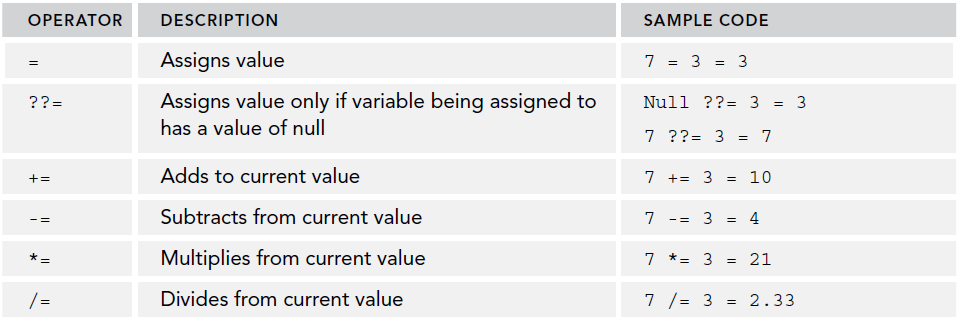 OPERATOR DESCRIPTION SAMPLE CODE
= Assigns value 7 = 3 = 3
??= Assigns value only if variable being assigned to Null ??= 3 = 3
has a value of null 7 ??= 3 = 7
+= Adds to current value 7 += 3 = 10
-= Subtracts from current value 7 -= 3 = 4
*= Multiplies from current value 7 *= 3 = 21
/= Divides from current value 7 /= 3 = 2.33